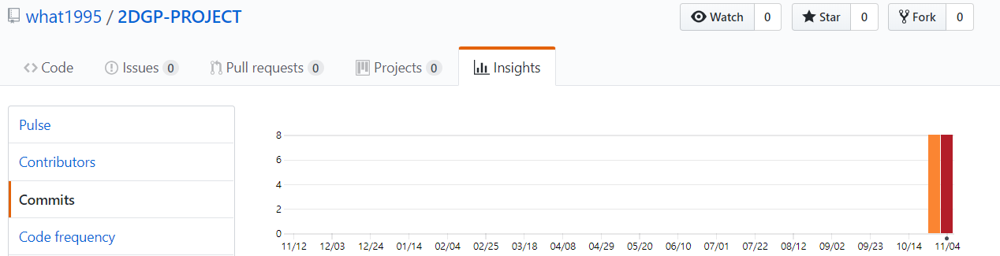 what1995 / 2DGP-PROJECT
Watch 0 Star 0 Fork 0
Code Issues 0 Pull requests 0 Projects 0 Insights
Pulse
Contributors
Commits
Code frequency
8
6
4
2
0
11/12 12/03 12/24 01/14 02/04 02/25 03/18 04/08 04/29 05/20 06/10 07/01 07/22 08/12 09/02 09/23 10/14 11/04